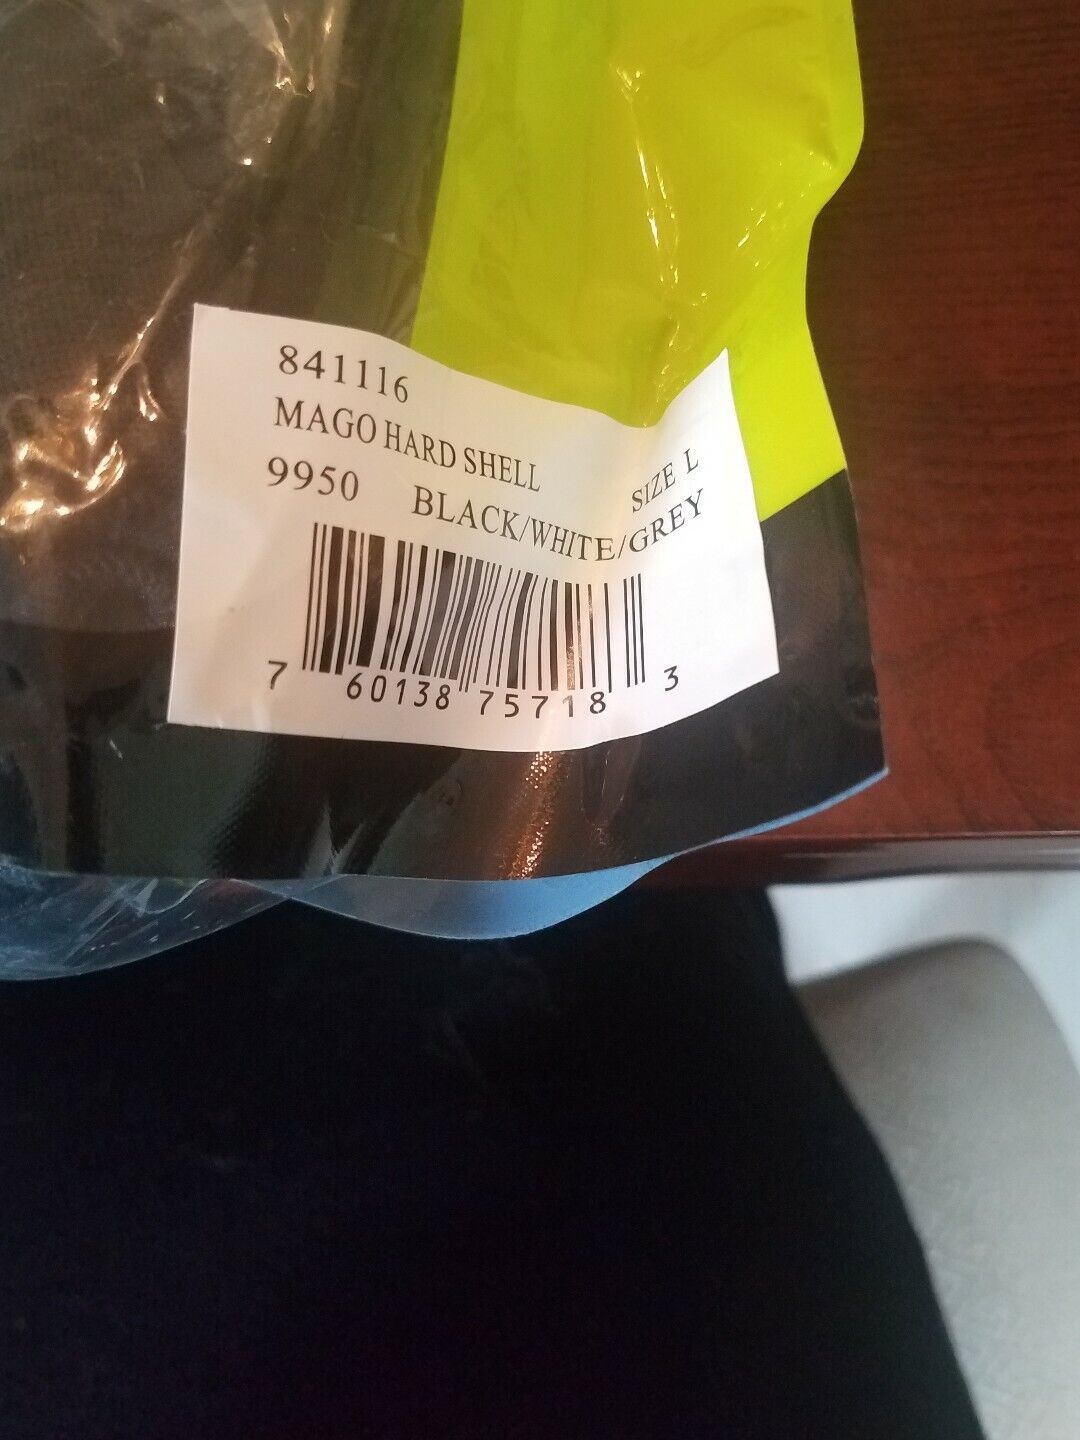 841116
MAGO HARD SHELL
SIZE L
9950 BLACK/WHITE/GREY
7 60138 75718 3